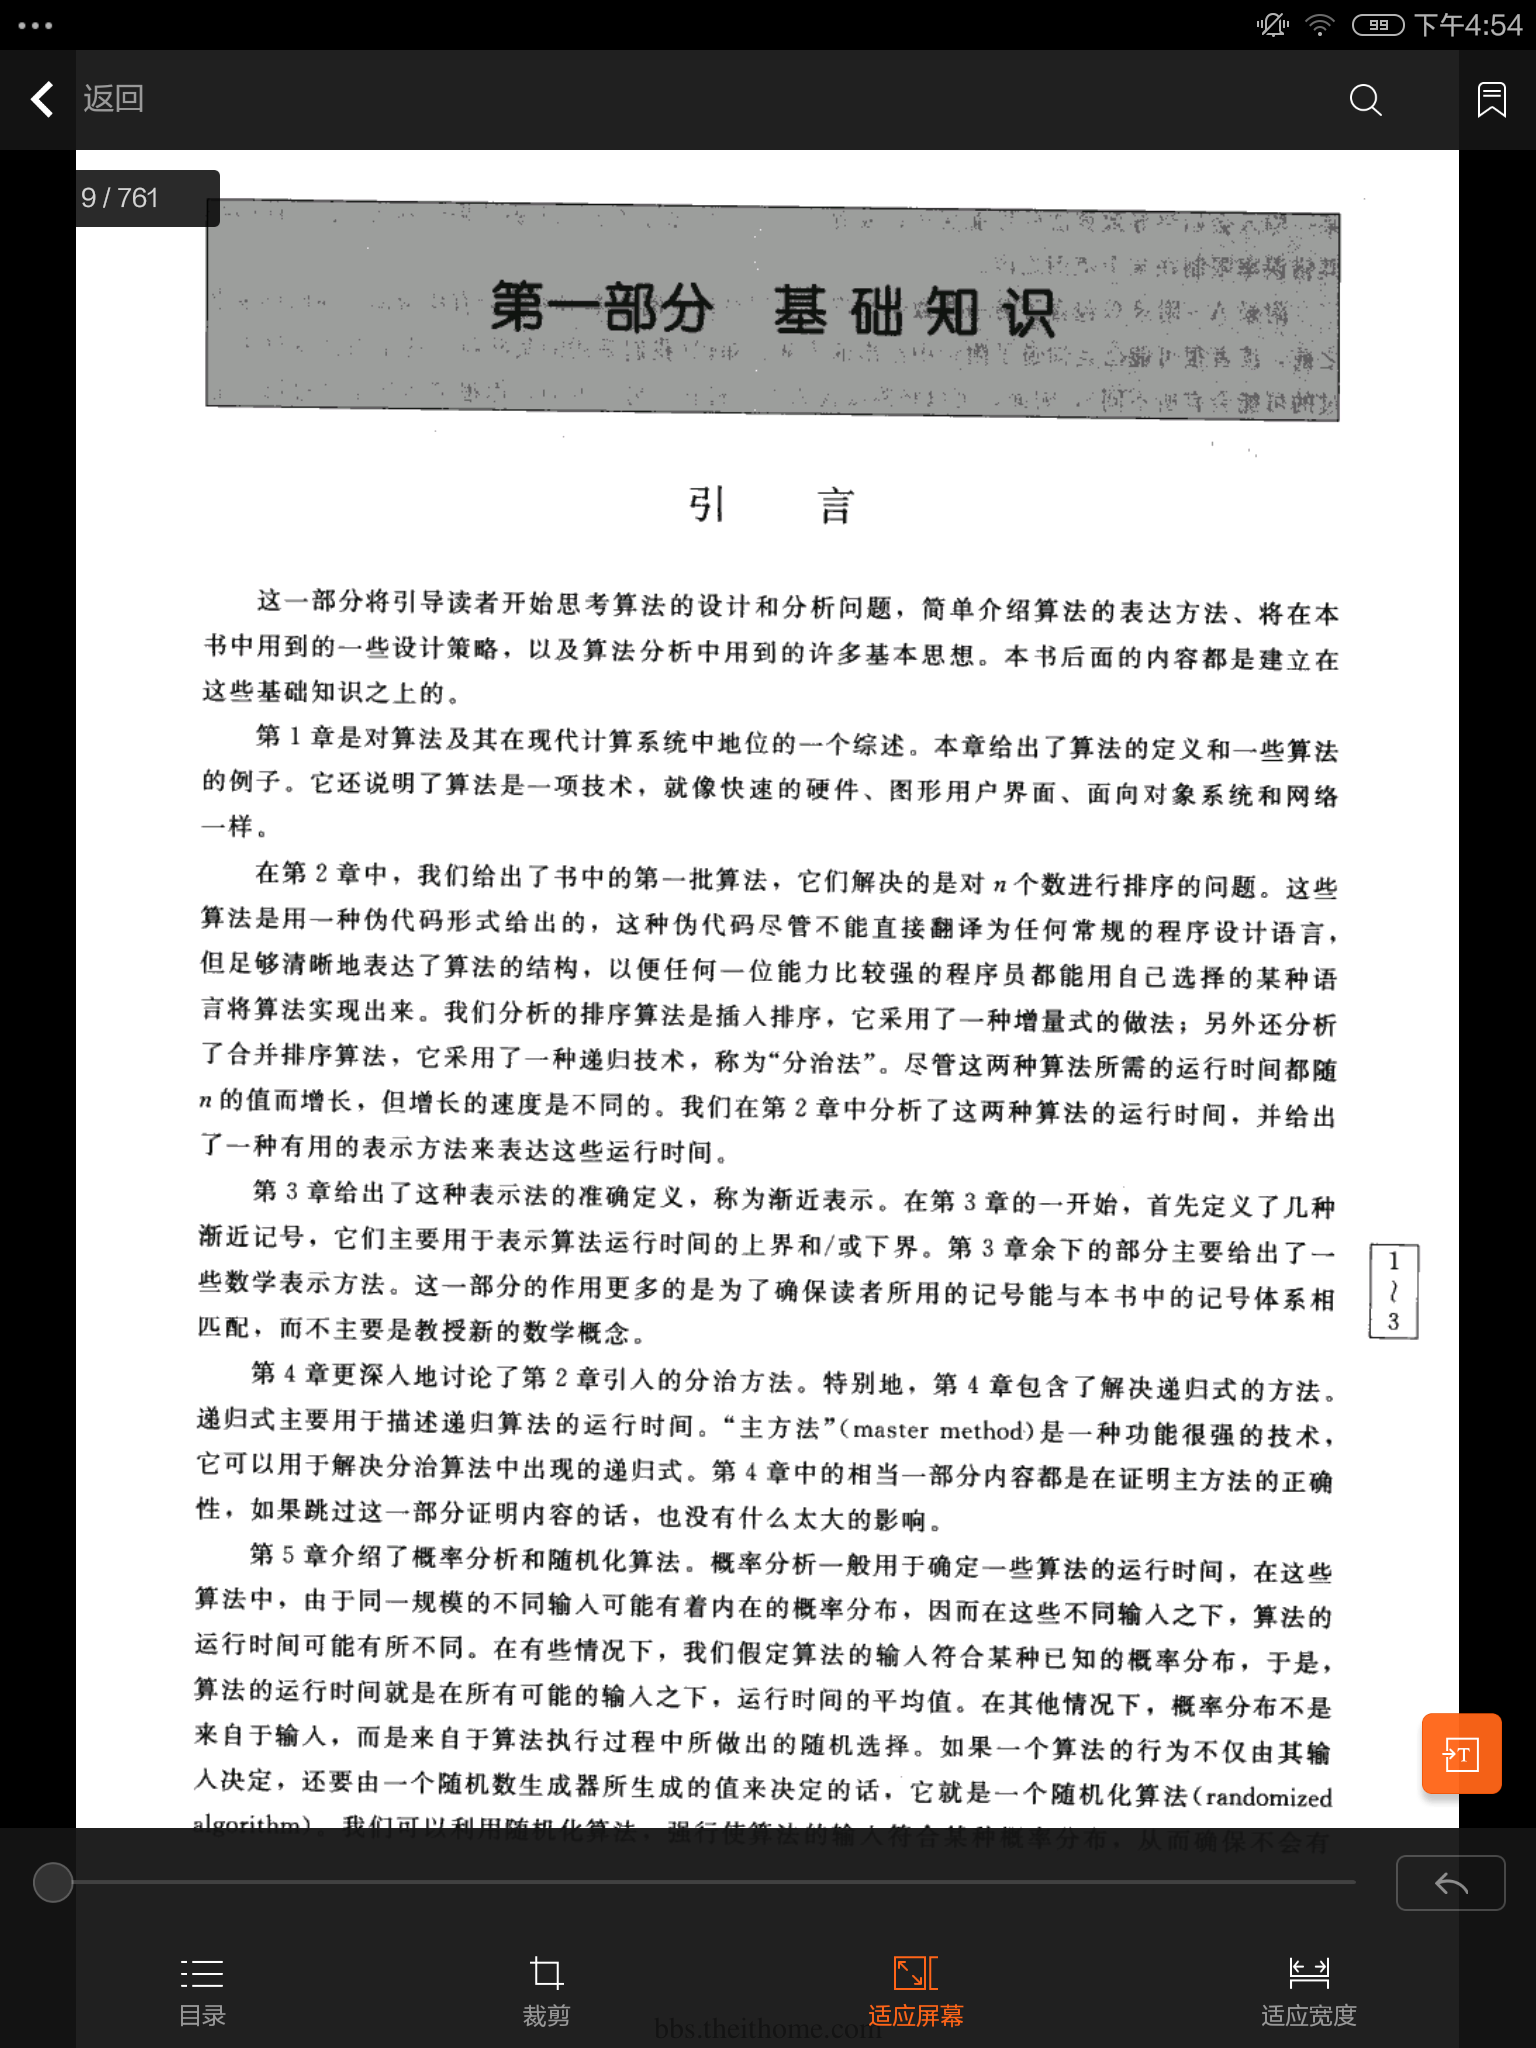 99 下午4:54
返回
9 / 761
第一部分 基础知识
引 言
这一部分将引导读者开始思考算法的设计和分析问题，简单介绍算法的表达方法、将在本
书中用到的一些设计策略，以及算法分析中用到的许多基本思想。本书后面的内容都是建立在
这些基础知识之上的。
第 1 章是对算法及其在现代计算系统中地位的一个综述。本章给出了算法的定义和一些算法
的例子。它还说明了算法是一项技术，就像快速的硬件、图形用户界面、面向对象系统和网络
一样。
在第 2 章中，我们给出了书中的第一批算法，它们解决的是对 n 个数进行排序的问题。这些
算法是用一种伪代码形式给出的，这种伪代码尽管不能直接翻译为任何常规的程序设计语言，
但足够清晰地表达了算法的结构，以便任何一位能力比较强的程序员都能用自己选择的某种语
言将算法实现出来。我们分析的排序算法是插入排序，它采用了一种增量式的做法；另外还分析
了合并排序算法，它采用了一种递归技术，称为“分治法”。尽管这两种算法所需的运行时间都随
n 的值而增长，但增长的速度是不同的。我们在第 2 章中分析了这两种算法的运行时间，并给出
了一种有用的表示方法来表达这些运行时间。
第 3 章给出了这种表示法的准确定义，称为渐近表示。在第 3 章的一开始，首先定义了几种
渐近记号，它们主要用于表示算法运行时间的上界和/或下界。第 3 章余下的部分主要给出了一
些数学表示方法。这一部分的作用更多的是为了确保读者所用的记号能与本书中的记号体系相
匹配，而不主要是教授新的数学概念。
1
~
3
第 4 章更深入地讨论了第 2 章引入的分治方法。特别地，第 4 章包含了解决递归式的方法。
递归式主要用于描述递归算法的运行时间。“主方法”(master method)是一种功能很强的技术，
它可以用于解决分治算法中出现的递归式。第 4 章中的相当一部分内容都是在证明主方法的正确
性，如果跳过这一部分证明内容的话，也没有什么太大的影响。
第 5 章介绍了概率分析和随机化算法。概率分析一般用于确定一些算法的运行时间，在这些
算法中，由于同一规模的不同输入可能有着内在的概率分布，因而在这些不同输入之下，算法的
运行时间可能有所不同。在有些情况下，我们假定算法的输入符合某种已知的概率分布，于是，
算法的运行时间就是在所有可能的输入之下，运行时间的平均值。在其他情况下，概率分布不是
来自于输入，而是来自于算法执行过程中所做出的随机选择。如果一个算法的行为不仅由其输
入决定，还要由一个随机数生成器所生成的值来决定的话，它就是一个随机化算法(randomized
algorithm)。我们可以利用随机化算法，强行使算法的输入符合某种概率分布，从而确保不会有
T
目录 裁剪 适应屏幕 适应宽度
bbs.theithome.com